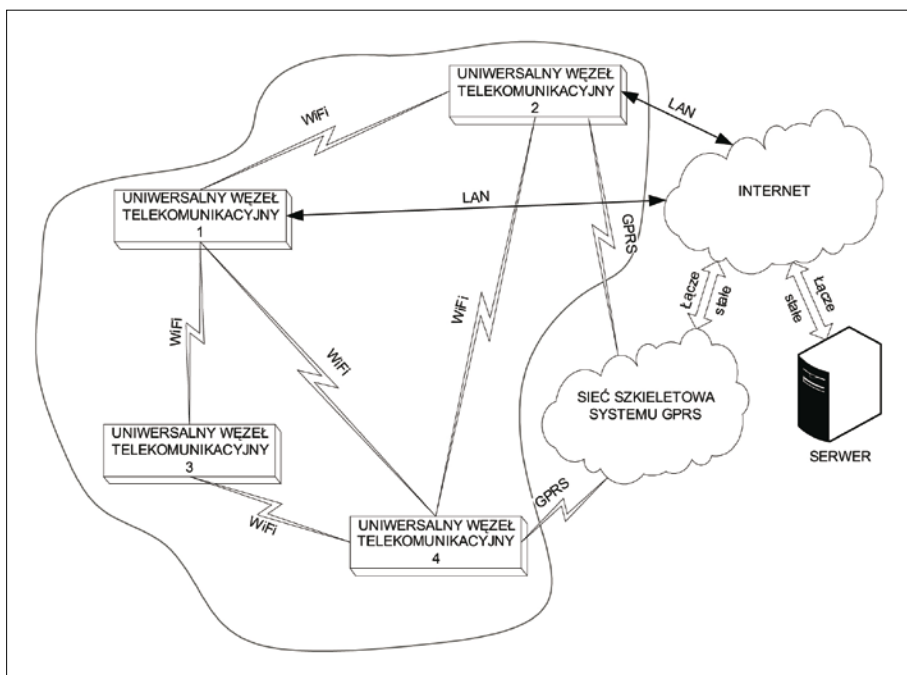 UNIWERSALNY WĘZEŁ
TELEKOMUNIKACYJNY
2
WiFi
LAN
INTERNET
UNIWERSALNY WĘZEŁ
TELEKOMUNIKACYJNY
1
LAN
GPRS
WiFi
WiFi
WiFi
Łącze
stałe
Łącze
stałe
SIEĆ SZKIELETOWA
SYSTEMU GPRS
SERWER
UNIWERSALNY WĘZEŁ
TELEKOMUNIKACYJNY
3
WiFi
GPRS
UNIWERSALNY WĘZEŁ
TELEKOMUNIKACYJNY
4